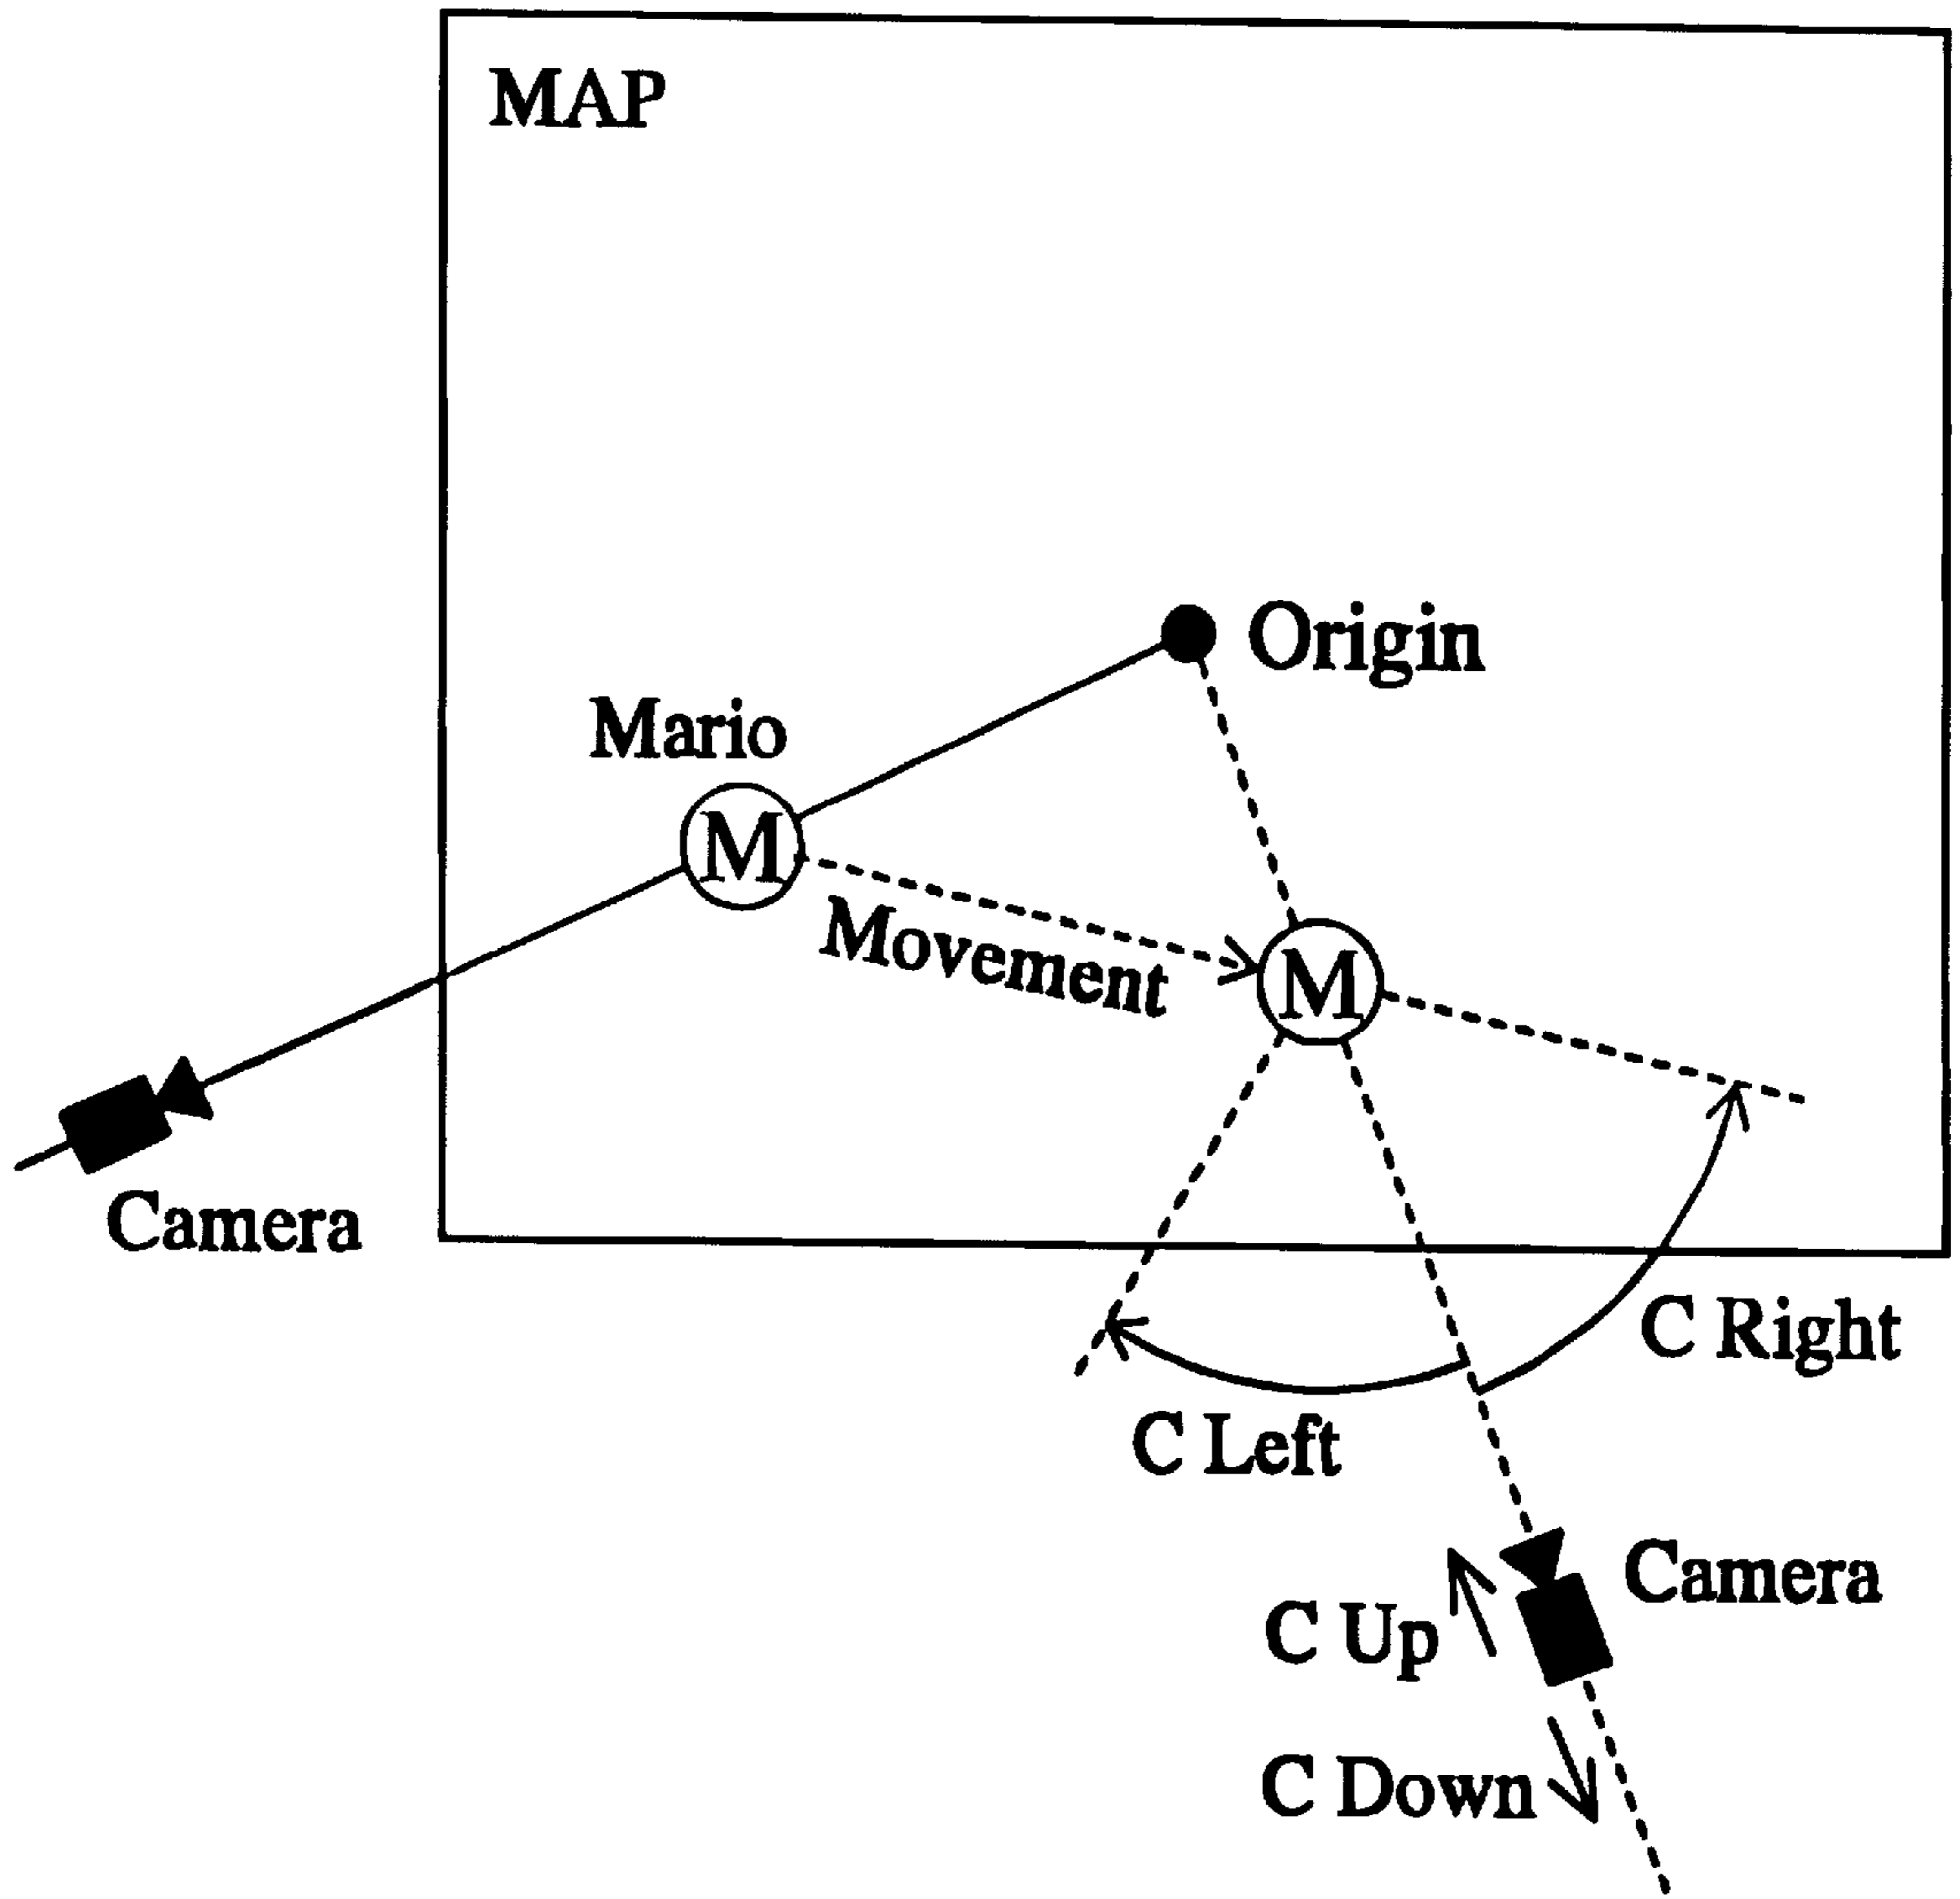 MAP
Origin
Mario
M
Movement
M
Camera
C Right
C Left
Camera
C Up
C Down